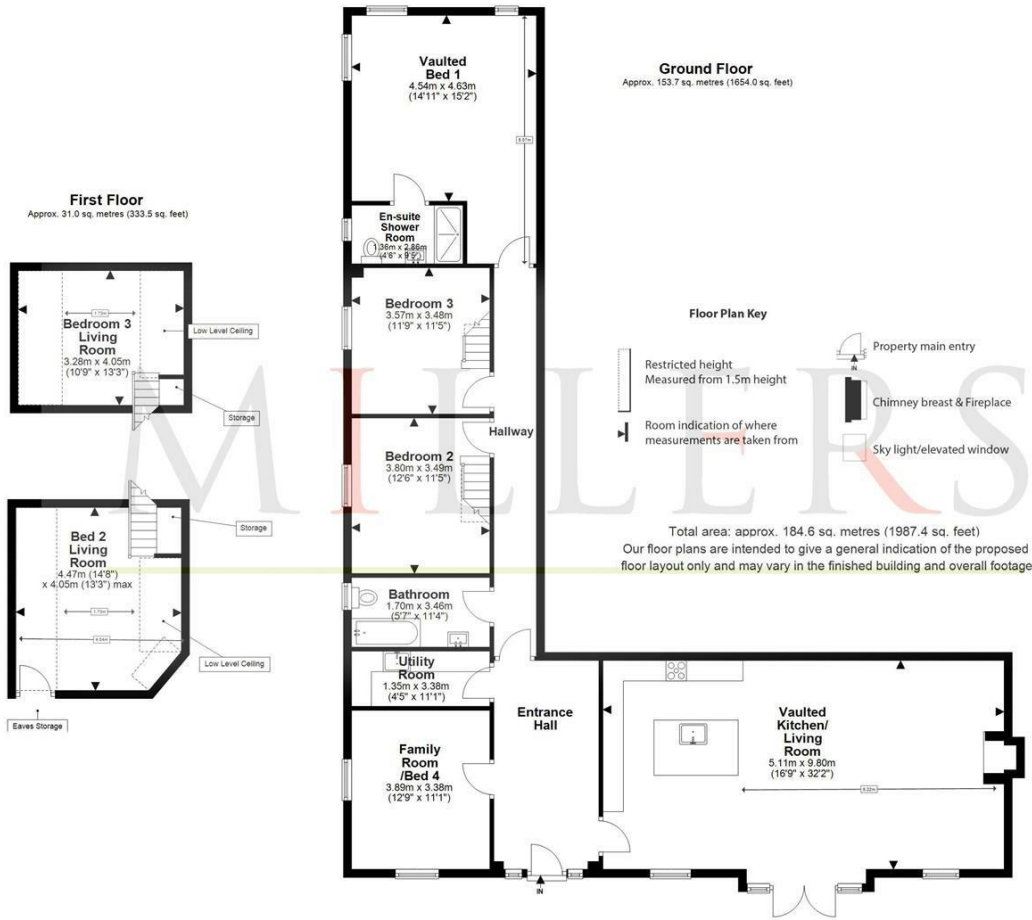 Vaulted
Bed 1
4.54m x 4.63m
(14'11" x 15'2")
Ground Floor
Approx. 153.7 sq. metres (1654.0 sq. feet)
First Floor
Approx. 31.0 sq. metres (333.5 sq. feet)
En-suite
Shower
Room
1.36m x 2.86m
(4'6" x 9'5")
Bedroom 3
3.57m x 3.48m
(11'9" x 11'5")
Bedroom 3
Living
Room
3.28m x 4.05m
(10'9" x 13'3")
Low Level Ceiling
Storage
Floor Plan Key
Restricted height
Measured from 1.5m height
Room indication of where
measurements are taken from
Property main entry
IN
Chimney breast & Fireplace
Sky light/elevated window
Hallway
MILLERS
Bedroom 2
3.80m x 3.49m
(12'6" x 11'5")
Storage
Bed 2
Living
Room
4.47m (14'8")
x 4.05m (13'3") max
Low Level Ceiling
Eaves Storage
Total area: approx. 184.6 sq. metres (1987.4 sq. feet)
Our floor plans are intended to give a general indication of the proposed
floor layout only and may vary in the finished building and overall footage
Bathroom
1.70m x 3.46m
(5'7" x 11'4")
Utility
Room
1.35m x 3.38m
(4'5" x 11'1")
Entrance
Hall
Family
Room
/Bed 4
3.89m x 3.38m
(12'9" x 11'1")
Vaulted
Kitchen/
Living
Room
5.11m x 9.80m
(16'9" x 32'2")
IN